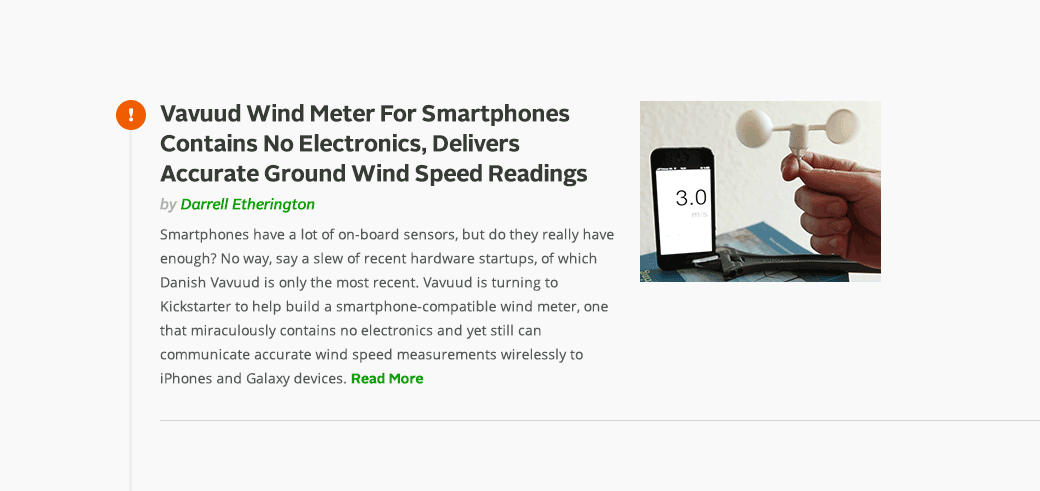 !
Vavuud Wind Meter For Smartphones
Contains No Electronics, Delivers
Accurate Ground Wind Speed Readings
by Darrell Etherington
Smartphones have a lot of on-board sensors, but do they really have
enough? No way, say a slew of recent hardware startups, of which
Danish Vavuud is only the most recent. Vavuud is turning to
Kickstarter to help build a smartphone-compatible wind meter, one
that miraculously contains no electronics and yet still can
communicate accurate wind speed measurements wirelessly to
iPhones and Galaxy devices. Read More
3.0
m/s